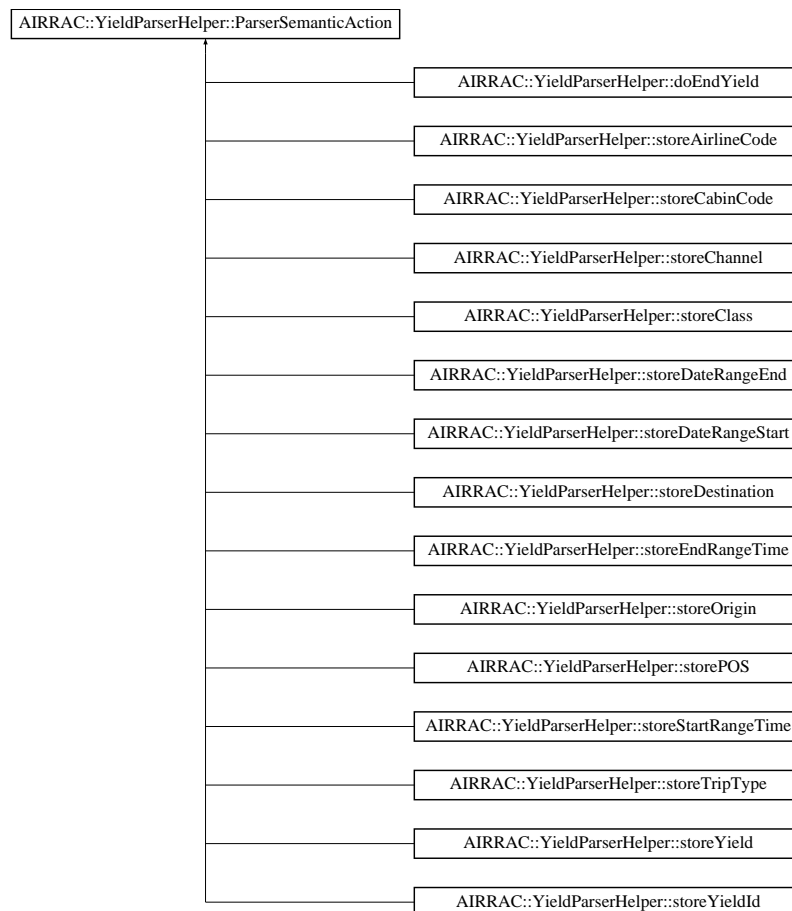 AIRRAC::YieldParserHelper::ParserSemanticAction
AIRRAC::YieldParserHelper::doEndYield
AIRRAC::YieldParserHelper::storeAirlineCode
AIRRAC::YieldParserHelper::storeCabinCode
AIRRAC::YieldParserHelper::storeChannel
AIRRAC::YieldParserHelper::storeClass
AIRRAC::YieldParserHelper::storeDateRangeEnd
AIRRAC::YieldParserHelper::storeDateRangeStart
AIRRAC::YieldParserHelper::storeDestination
AIRRAC::YieldParserHelper::storeEndRangeTime
AIRRAC::YieldParserHelper::storeOrigin
AIRRAC::YieldParserHelper::storePOS
AIRRAC::YieldParserHelper::storeStartRangeTime
AIRRAC::YieldParserHelper::storeTripType
AIRRAC::YieldParserHelper::storeYield
AIRRAC::YieldParserHelper::storeYieldId